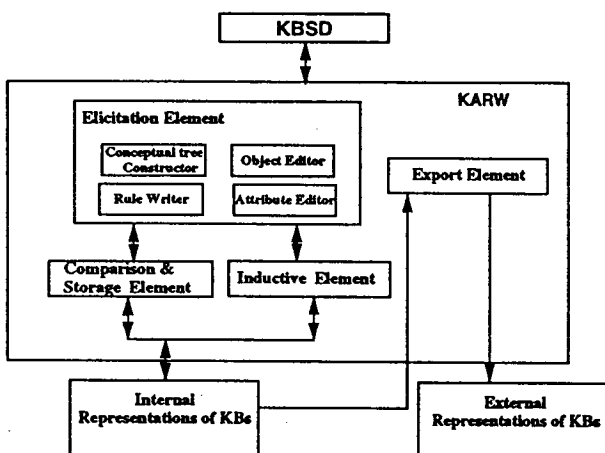 KBSD
KARW
Elicitation Element
Conceptual tree
Constructor
Object Editor
Rule Writer
Attribute Editor
Export Element
Comparison &
Storage Element
Inductive Element
Internal
Representations of KBs
External
Representations of KBs